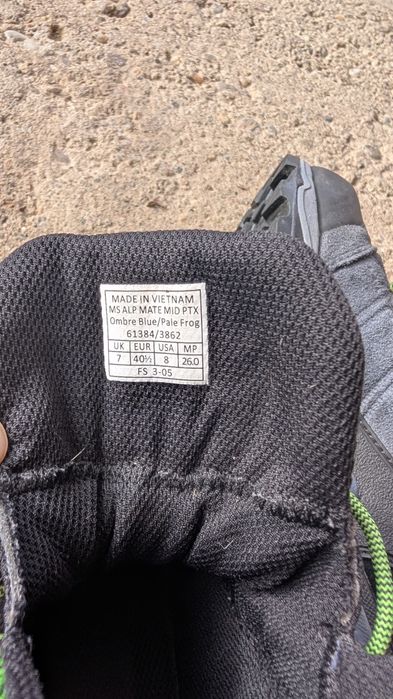 MADE IN VIETNAM
MS ALP. MATE MID PTX
Ombre Blue/Pale Frog
61384/3862
UK EUR USA MP
7 40½ 8 26.0
FS 3-05